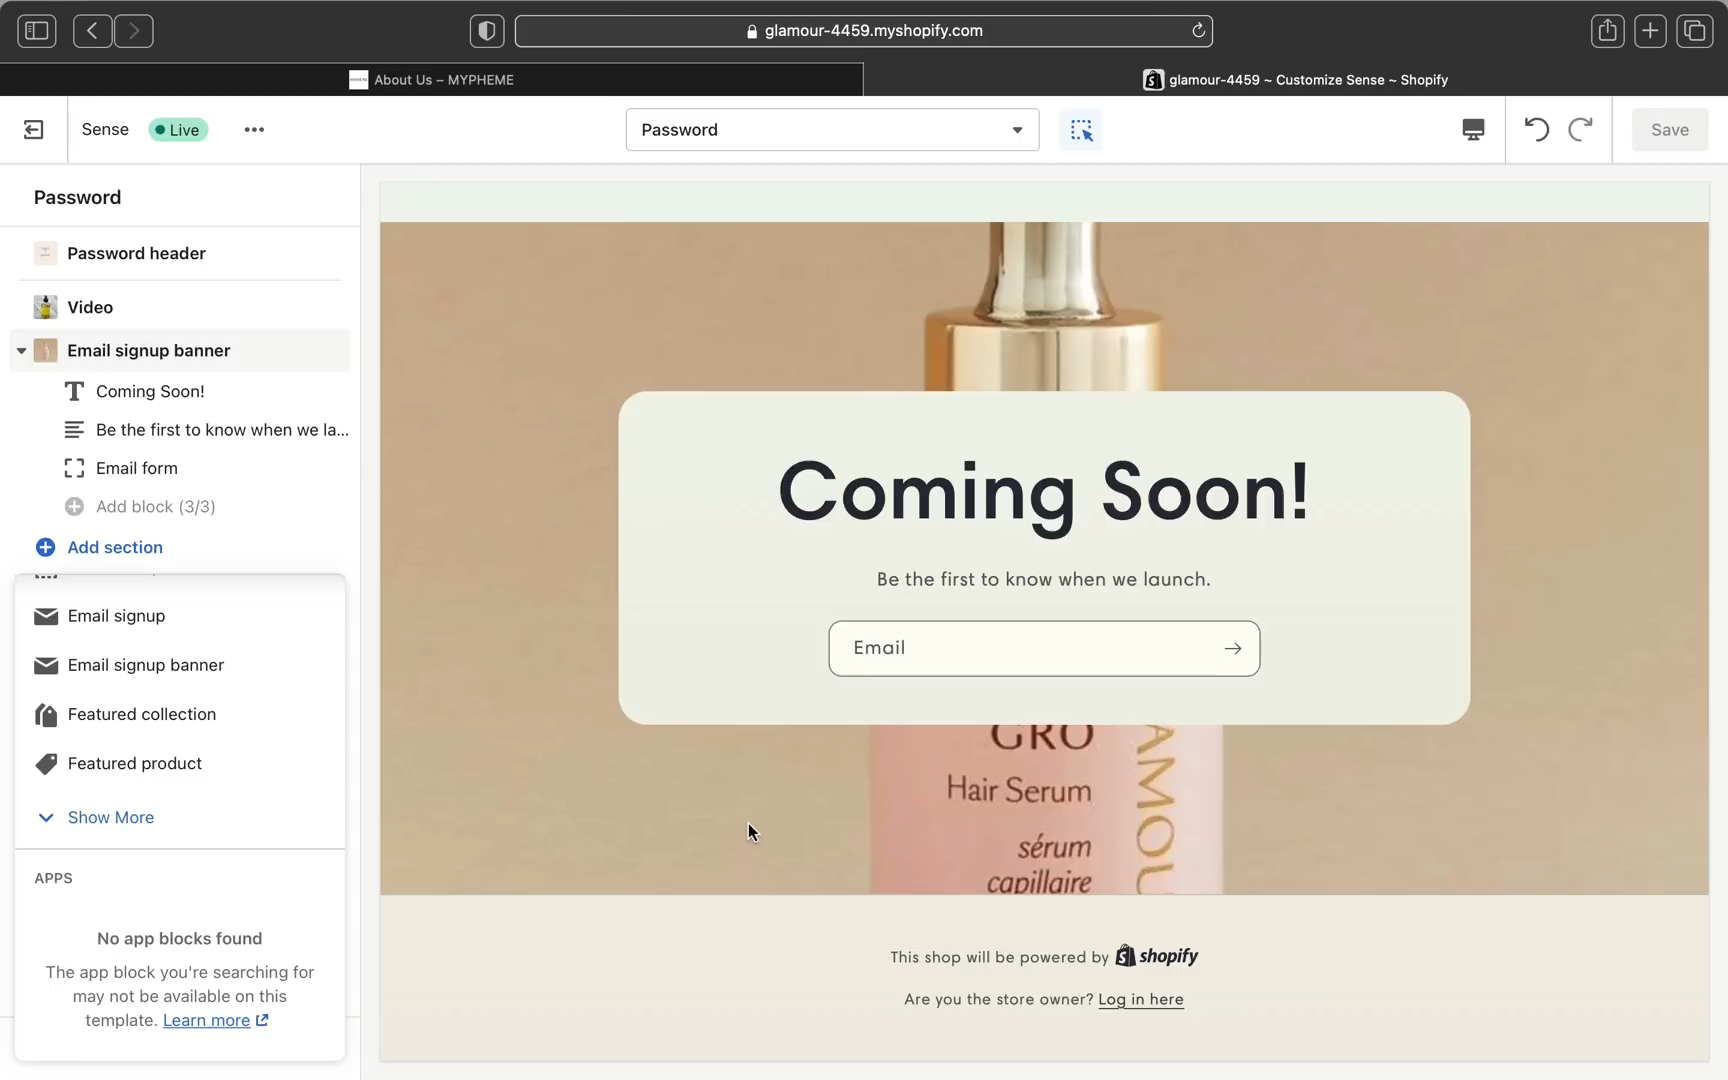 glamour-4459.myshopify.com
About Us – MYPHEME
glamour-4459 ~ Customize Sense ~ Shopify
Sense
Live
Password
Save
Password
Password header
Video
Email signup banner
Coming Soon!
Be the first to know when we la...
Email form
Add block (3/3)
Add section
Email signup
Email signup banner
Featured collection
Featured product
Show More
APPS
No app blocks found
The app block you're searching for
may not be available on this
template. Learn more
Coming Soon!
Be the first to know when we launch.
Email
GRO
Hair Serum
sérum
capillaire
AMOU
This shop will be powered by shopify
Are you the store owner? Log in here